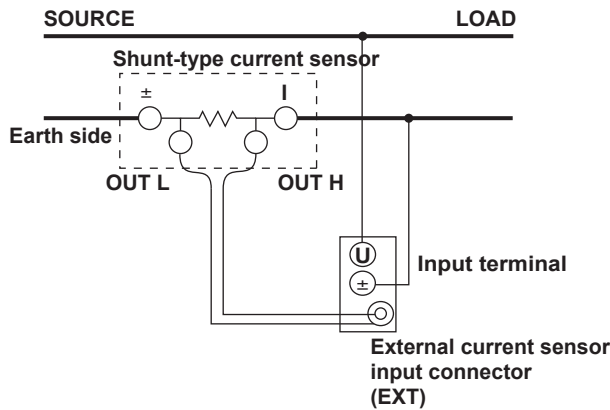 SOURCE LOAD
Shunt-type current sensor
± I
Earth side
OUT L OUT H
U
±
Input terminal
External current sensor
input connector
(EXT)